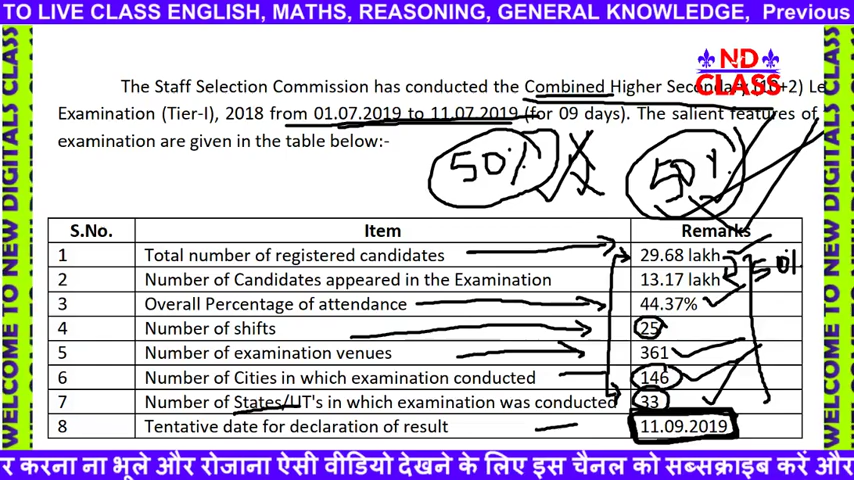 TO LIVE CLASS ENGLISH, MATHS, REASONING, GENERAL KNOWLEDGE, Previous
ND
CLASS
The Staff Selection Commission has conducted the Combined Higher Secondary (10+2) Le
Examination (Tier-I), 2018 from 01.07.2019 to 11.07.2019 (for 09 days). The salient features of
examination are given in the table below:-
50% 50%
S.No. Item Remarks
1 Total number of registered candidates 29.68 lakh
2 Number of Candidates appeared in the Examination 13.17 lakh
50%
3 Overall Percentage of attendance 44.37%
4 Number of shifts 25
5 Number of examination venues 361
6 Number of Cities in which examination conducted 146
7 Number of States/UT's in which examination was conducted 33
8 Tentative date for declaration of result 11.09.2019
WELCOME TO NEW DIGITALS CLASS
WELCOME TO NEW DIGITALS CLASS
र करना ना भूले और रोजाना ऐसी वीडियो देखने के लिए इस चैनल को सब्सक्राइब करें और